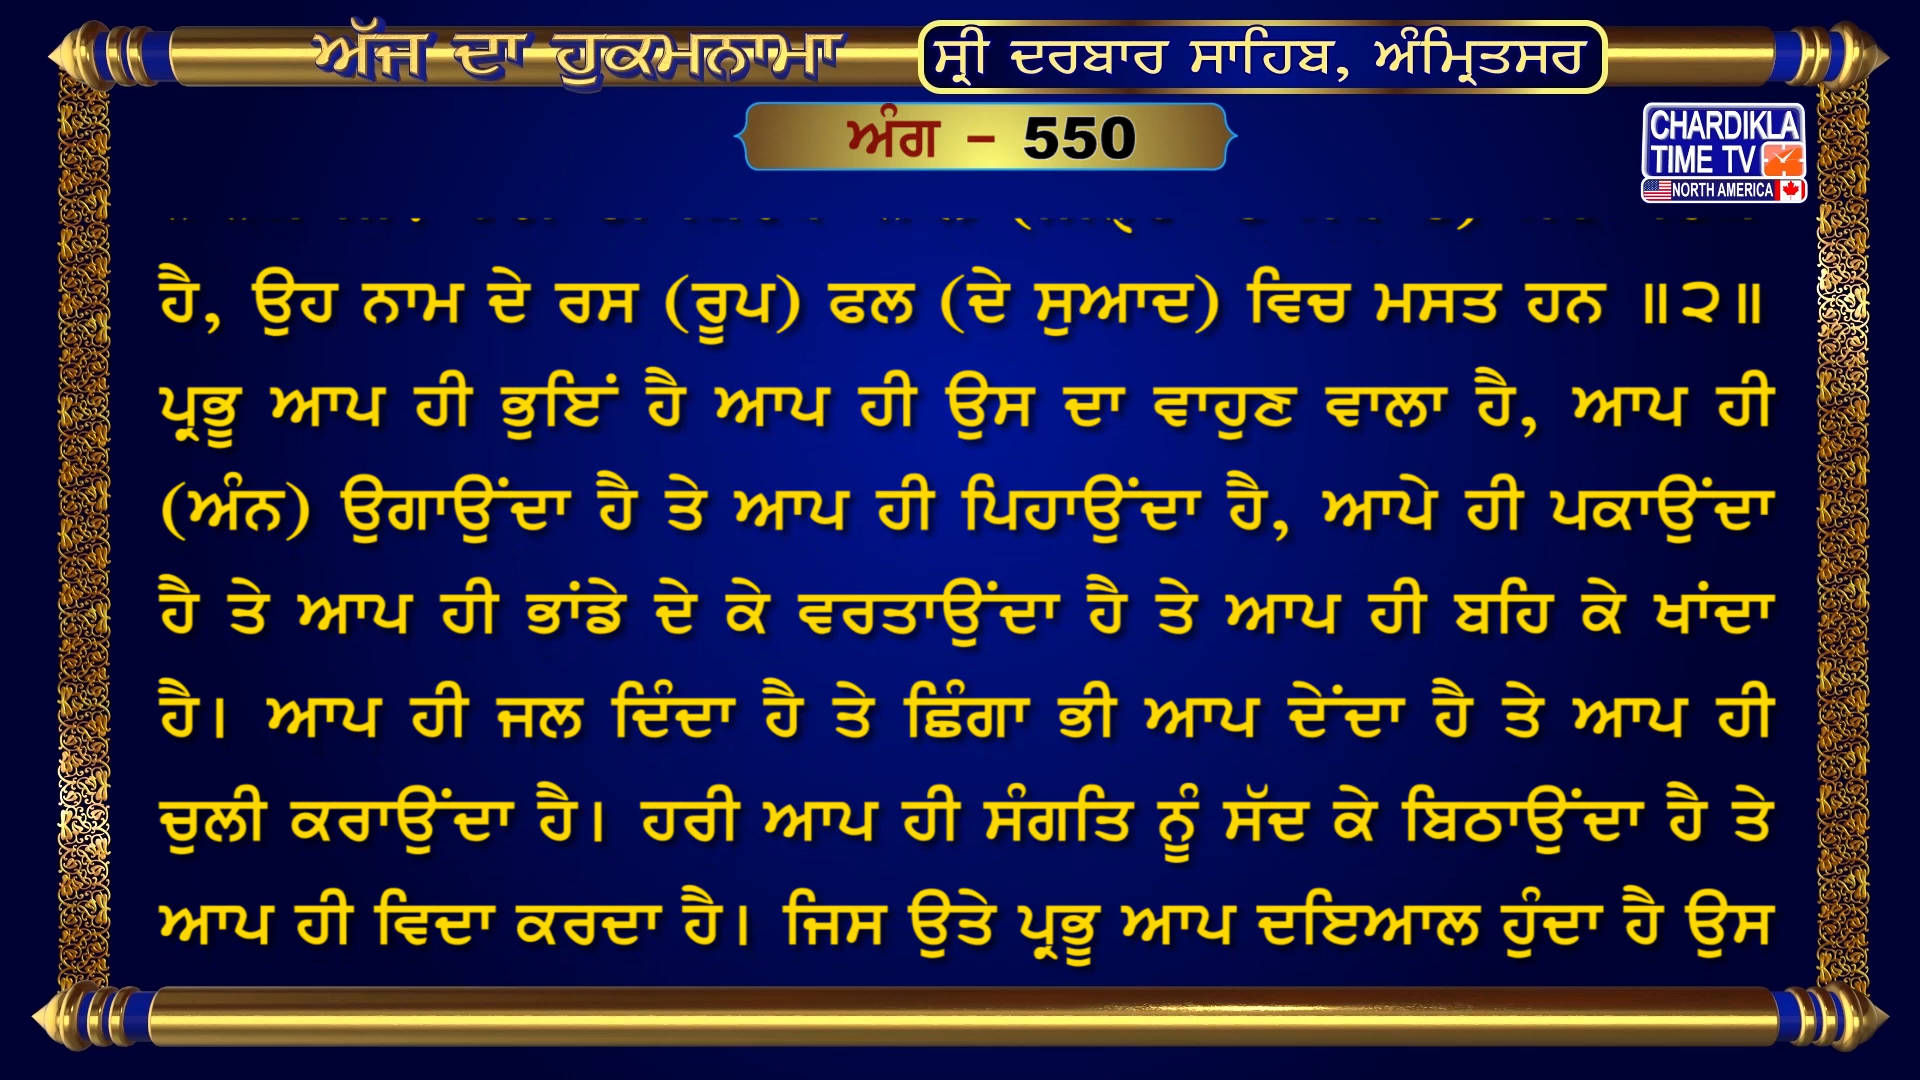 ਅੱਜ ਦਾ ਹੁਕਮਨਾਮਾ
ਸ੍ਰੀ ਦਰਬਾਰ ਸਾਹਿਬ, ਅੰਮ੍ਰਿਤਸਰ
ਅੰਗ - 550
CHARDIKLA
TIME TV
NORTH AMERICA
ਹੈ, ਉਹ ਨਾਮ ਦੇ ਰਸ (ਰੂਪ) ਫਲ (ਦੇ ਸੁਆਦ) ਵਿਚ ਮਸਤ ਹਨ ॥੨॥
ਪ੍ਰਭੂ ਆਪ ਹੀ ਭੁਇਂ ਹੈ ਆਪ ਹੀ ਉਸ ਦਾ ਵਾਹੁਣ ਵਾਲਾ ਹੈ, ਆਪ ਹੀ
(ਅੰਨ) ਉਗਾਉਂਦਾ ਹੈ ਤੇ ਆਪ ਹੀ ਪਿਹਾਉਂਦਾ ਹੈ, ਆਪੇ ਹੀ ਪਕਾਉਂਦਾ
ਹੈ ਤੇ ਆਪ ਹੀ ਭਾਂਡੇ ਦੇ ਕੇ ਵਰਤਾਉਂਦਾ ਹੈ ਤੇ ਆਪ ਹੀ ਬਹਿ ਕੇ ਖਾਂਦਾ
ਹੈ। ਆਪ ਹੀ ਜਲ ਦਿੰਦਾ ਹੈ ਤੇ ਛਿੰਗਾ ਭੀ ਆਪ ਦੇਂਦਾ ਹੈ ਤੇ ਆਪ ਹੀ
ਚੁਲੀ ਕਰਾਉਂਦਾ ਹੈ। ਹਰੀ ਆਪ ਹੀ ਸੰਗਤਿ ਨੂੰ ਸੱਦ ਕੇ ਬਿਠਾਉਂਦਾ ਹੈ ਤੇ
ਆਪ ਹੀ ਵਿਦਾ ਕਰਦਾ ਹੈ। ਜਿਸ ਉਤੇ ਪ੍ਰਭੂ ਆਪ ਦਇਆਲ ਹੁੰਦਾ ਹੈ ਉਸ